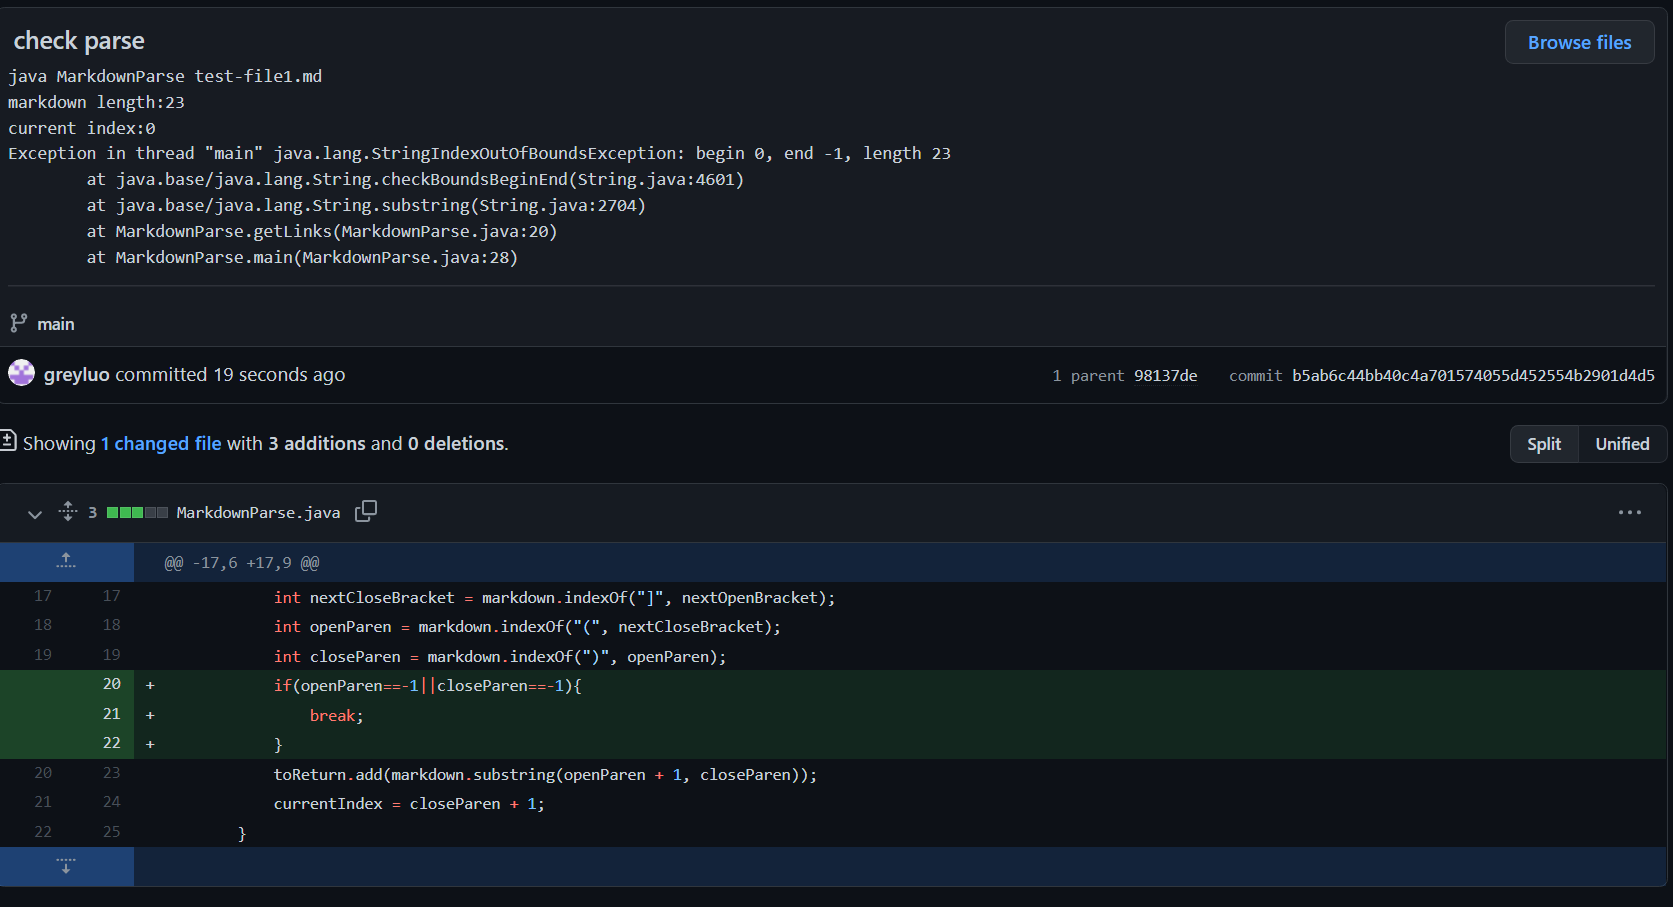 check parse
Browse files
java MarkdownParse test-file1.md
markdown length:23
current index:0
Exception in thread "main" java.lang.StringIndexOutOfBoundsException: begin 0, end -1, length 23
        at java.base/java.lang.String.checkBoundsBeginEnd(String.java:4601)
        at java.base/java.lang.String.substring(String.java:2704)
        at MarkdownParse.getLinks(MarkdownParse.java:20)
        at MarkdownParse.main(MarkdownParse.java:28)
main
greyluo committed 19 seconds ago 1 parent 98137de commit b5ab6c44bb40c4a701574055d452554b2901d4d5
Showing 1 changed file with 3 additions and 0 deletions. Split Unified
3 MarkdownParse.java ...
@@ -17,6 +17,9 @@
17 17 int nextCloseBracket = markdown.indexOf("]", nextOpenBracket);
18 18 int openParen = markdown.indexOf("(", nextCloseBracket);
19 19 int closeParen = markdown.indexOf(")", openParen);
20 + if(openParen==-1||closeParen==-1){
21 + break;
22 + }
20 23 toReturn.add(markdown.substring(openParen + 1, closeParen));
21 24 currentIndex = closeParen + 1;
22 25 }